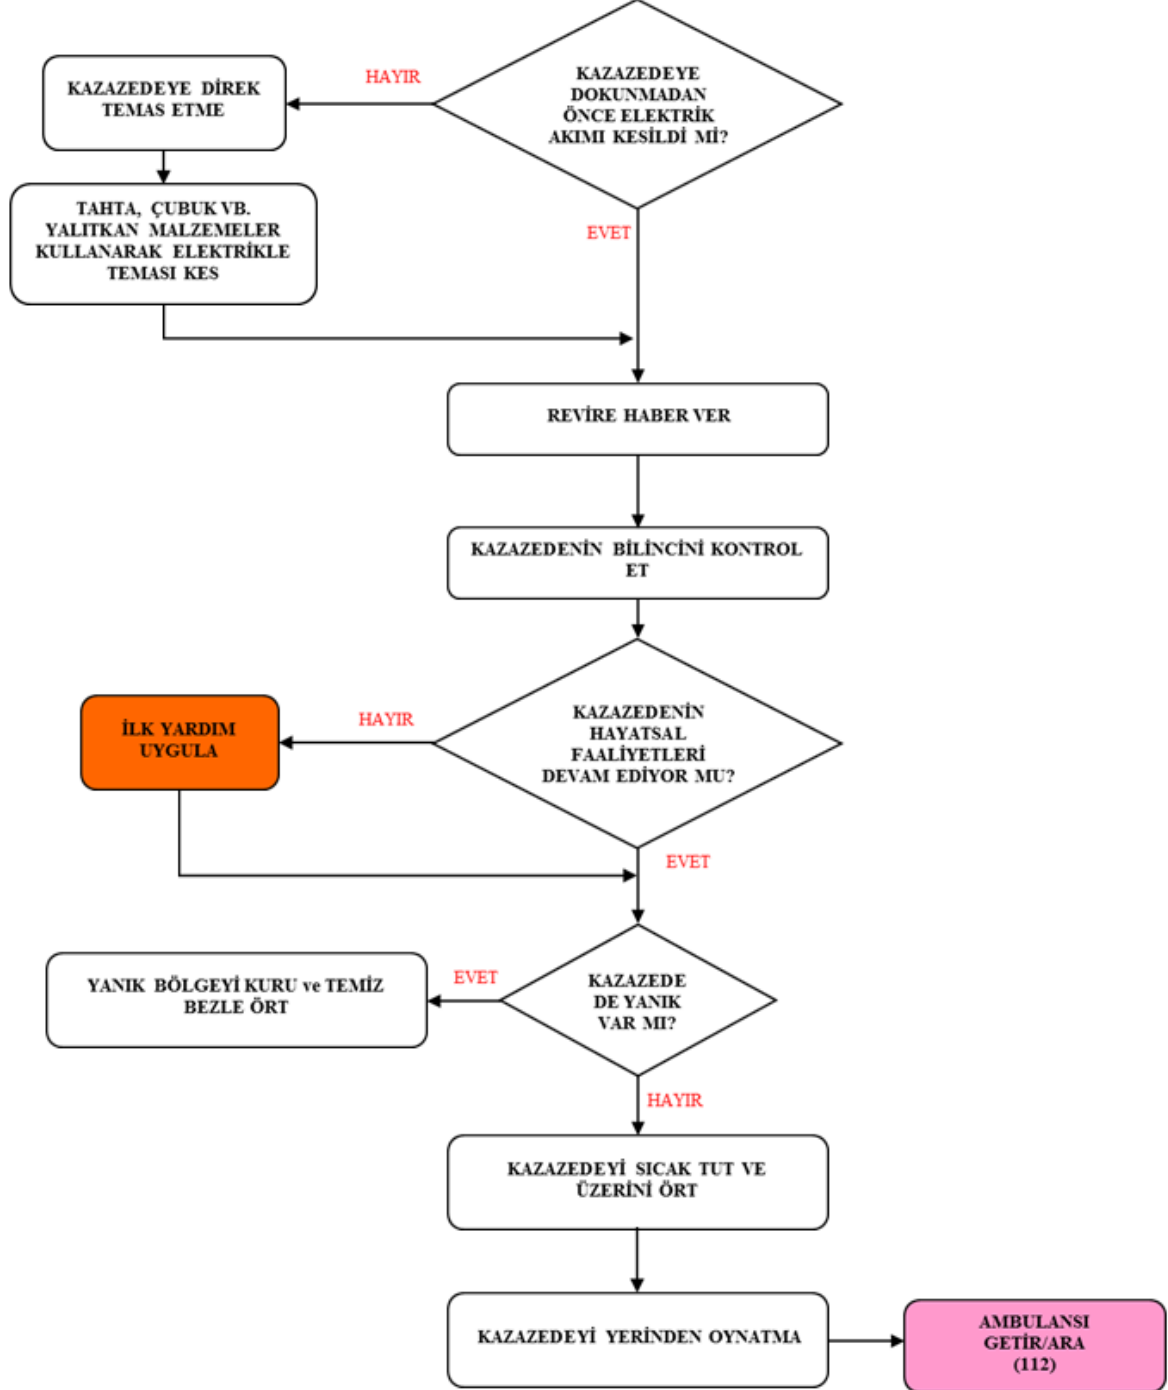 KAZAZEDEYE
DOKUNMADAN
ÖNCE ELEKTRİK
AKIMI KESİLDİ Mİ?
HAYIR
KAZAZEDEYE DİREK
TEMAS ETME
TAHTA, ÇUBUK VB.
YALITKAN MALZEMELER
KULLANARAK ELEKTRİKLE
TEMASI KES
EVET
REVİRE HABER VER
KAZAZEDENİN BİLİNCİNİ KONTROL
ET
KAZAZEDENİN
HAYATSAL
FAALİYETLERİ
DEVAM EDİYOR MU?
HAYIR
İLK YARDIM
UYGULA
EVET
KAZAZEDE
DE YANIK
VAR MI?
EVET
YANIK BÖLGEYİ KURU ve TEMİZ
BEZLE ÖRT
HAYIR
KAZAZEDEYİ SICAK TUT VE
ÜZERİNİ ÖRT
KAZAZEDEYİ YERİNDEN OYNATMA
AMBULANSI
GETİR/ARA
(112)